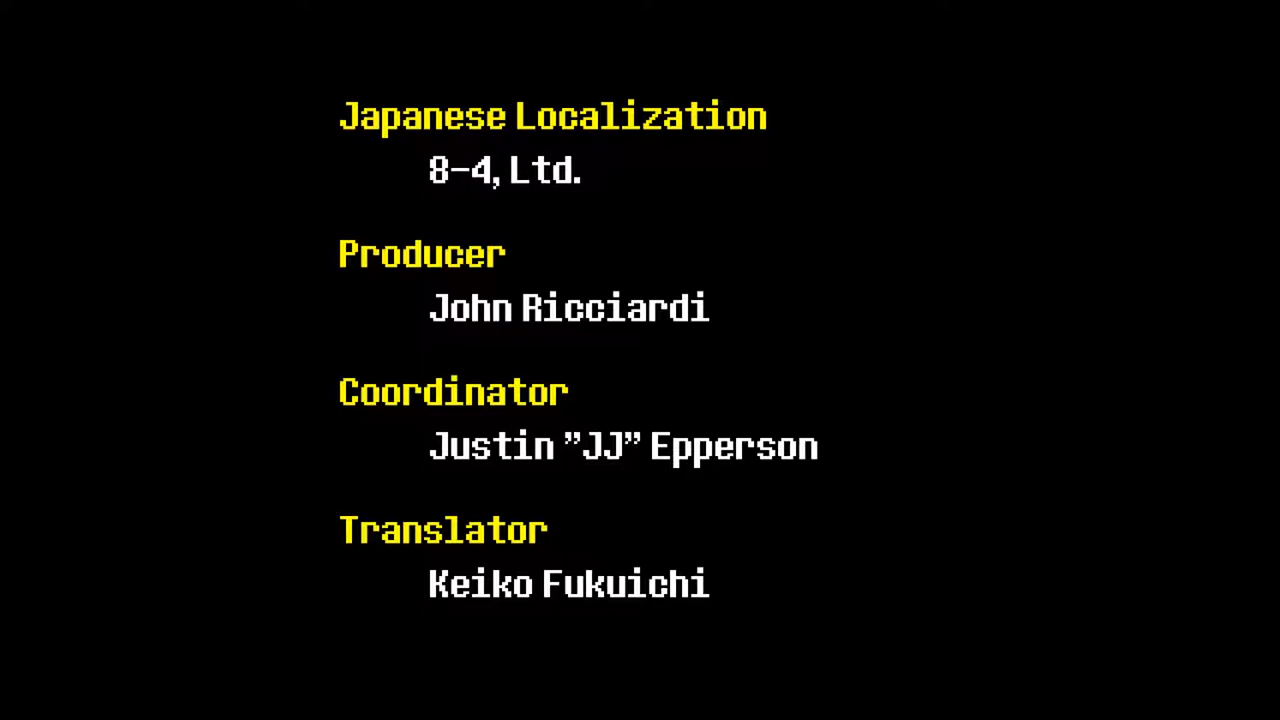 Japanese Localization
8-4, Ltd.
Producer
John Ricciardi
Coordinator
Justin "JJ" Epperson
Translator
Keiko Fukuichi